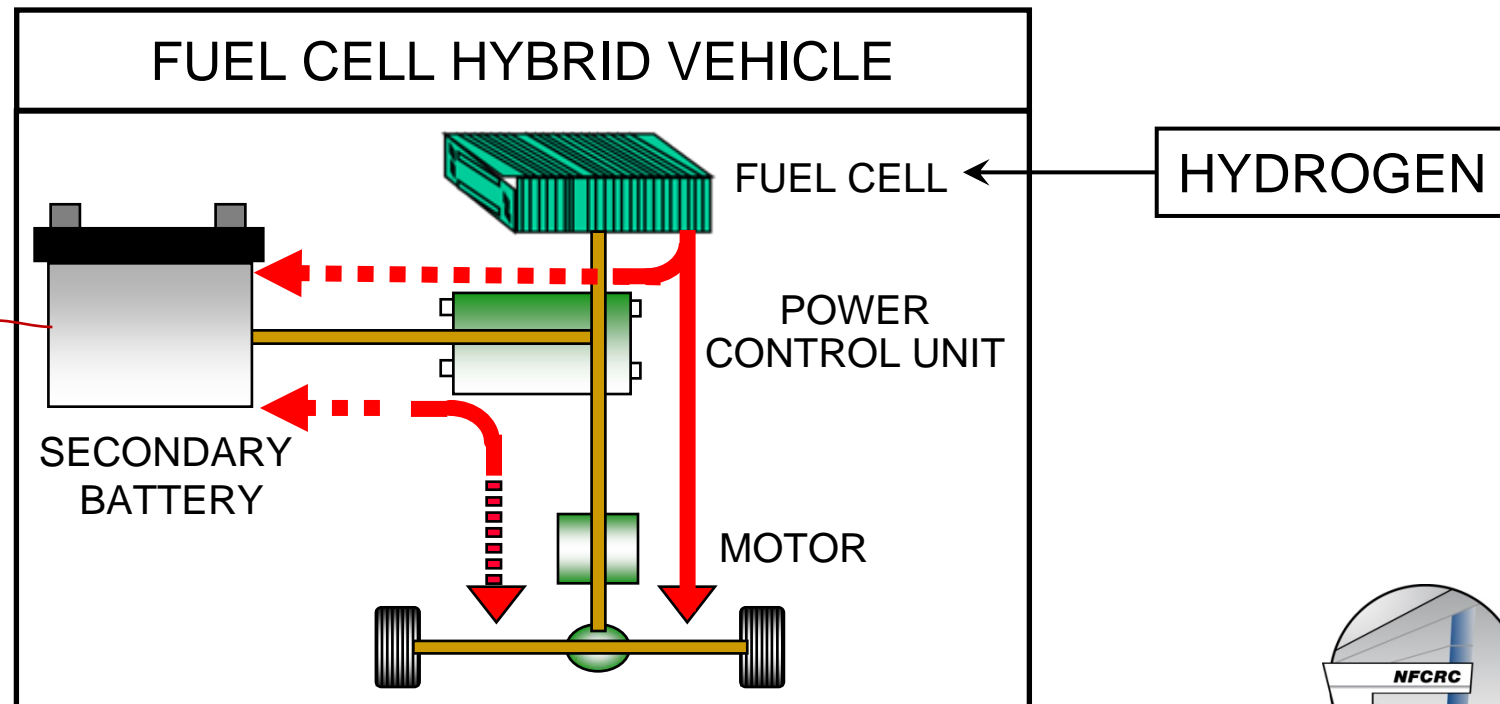 FUEL CELL HYBRID VEHICLE
FUEL CELL
HYDROGEN
POWER
CONTROL UNIT
SECONDARY
BATTERY
MOTOR
NFCRC